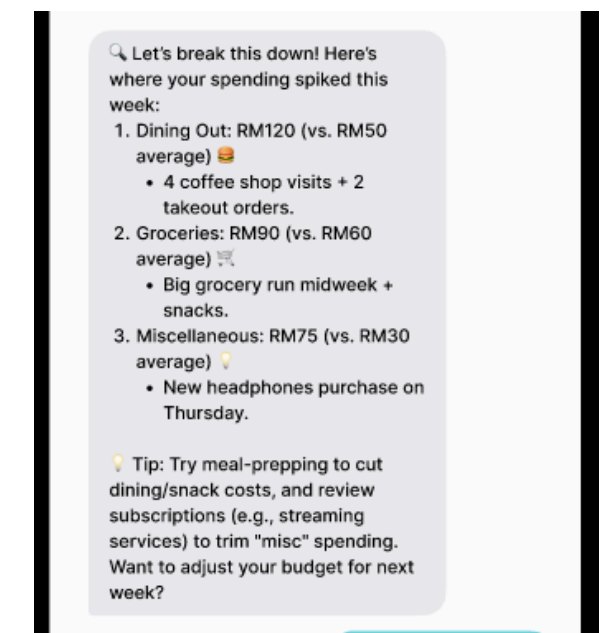 🔍 Let's break this down! Here's
where your spending spiked this
week:
1. Dining Out: RM120 (vs. RM50
average) 🍔
• 4 coffee shop visits + 2
takeout orders.
2. Groceries: RM90 (vs. RM60
average) 🛒
• Big grocery run midweek +
snacks.
3. Miscellaneous: RM75 (vs. RM30
average) 💡
• New headphones purchase on
Thursday.
💡 Tip: Try meal-prepping to cut
dining/snack costs, and review
subscriptions (e.g., streaming
services) to trim "misc" spending.
Want to adjust your budget for next
week?